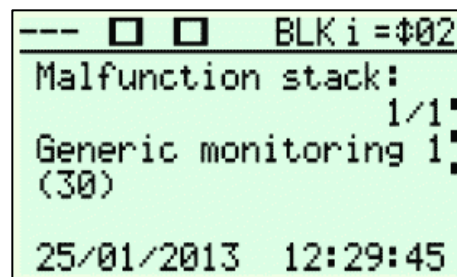 --- □ □ BLK i =$02
Malfunction stack:
1/1
Generic monitoring 1
(30)
25/01/2013 12:29:45